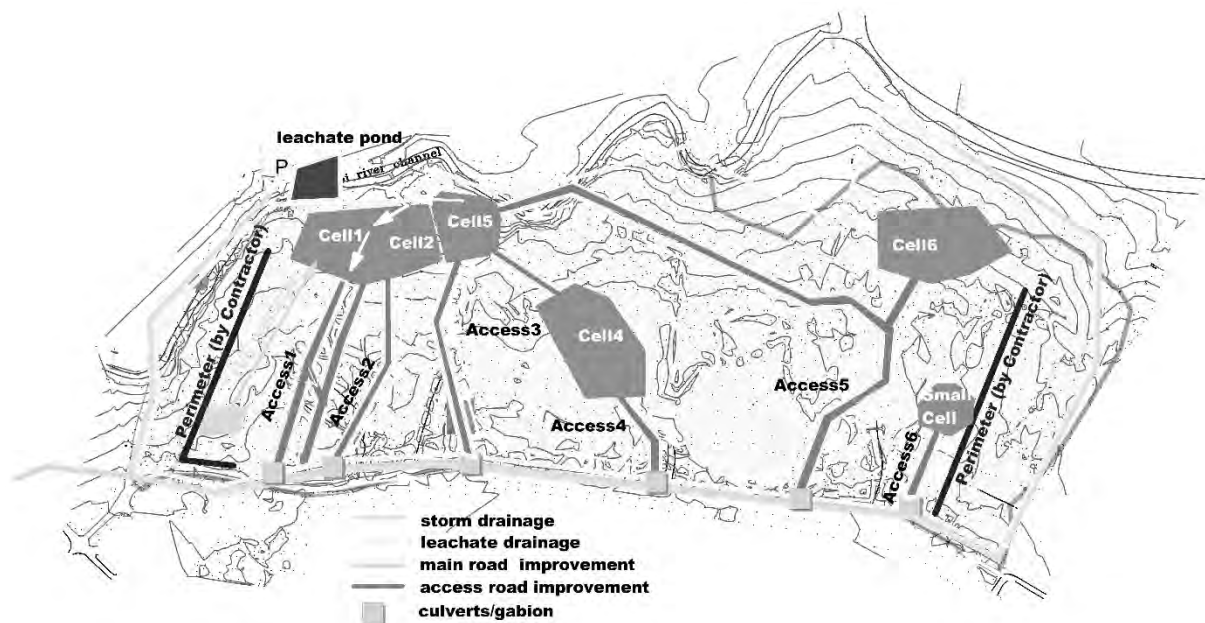 leachate pond
P
i river channel
Cell1
Cell2
Cell5
Cell6
Cell4
Small
Cell
Perimeter (by Contractor)
Access1
Access2
Access3
Access4
Access5
Access6
Perimeter (by Contractor)
storm drainage
leachate drainage
main road improvement
access road improvement
culverts/gabion